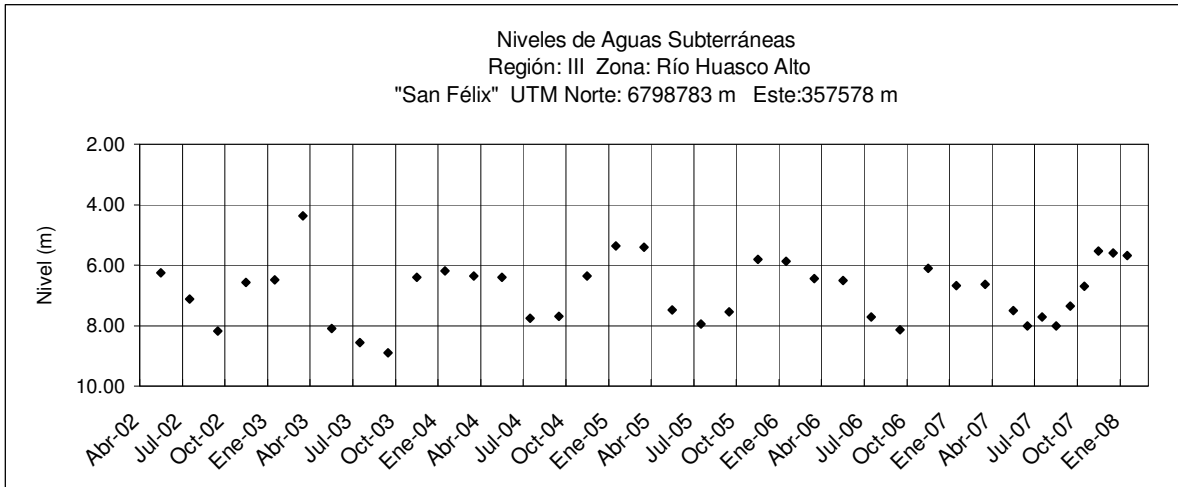 Niveles de Aguas Subterráneas
Región: III  Zona: Río Huasco Alto
"San Félix"  UTM Norte: 6798783 m   Este:357578 m
Nivel (m)
2.00
4.00
6.00
8.00
10.00
Abr-02
Jul-02
Oct-02
Ene-03
Abr-03
Jul-03
Oct-03
Ene-04
Abr-04
Jul-04
Oct-04
Ene-05
Abr-05
Jul-05
Oct-05
Ene-06
Abr-06
Jul-06
Oct-06
Ene-07
Abr-07
Jul-07
Oct-07
Ene-08